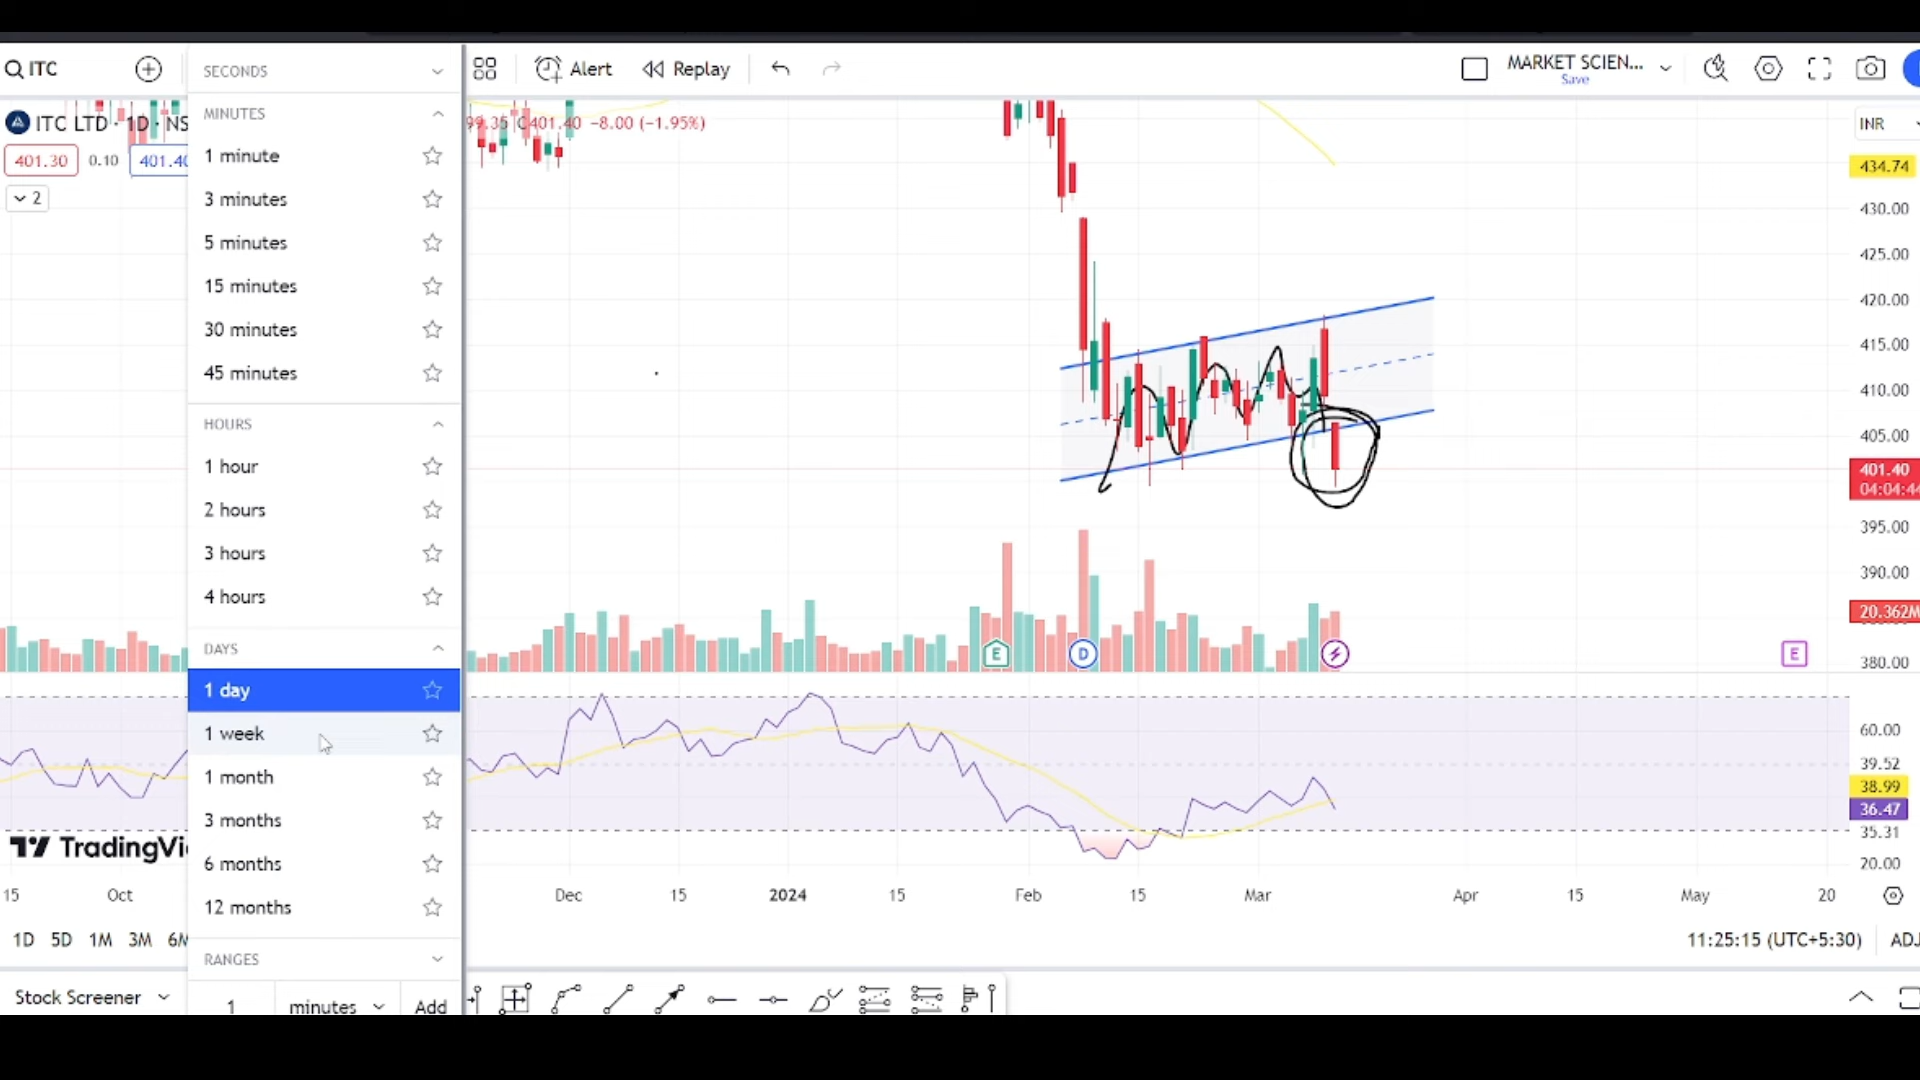 ITC
Alert
Replay
MARKET SCIEN...
Save
ITC LTD · 1D · NS
C401.40 −8.00 (−1.95%)
INR
401.30
0.10
2
SECONDS
MINUTES
1 minute
3 minutes
5 minutes
15 minutes
30 minutes
45 minutes
HOURS
1 hour
2 hours
3 hours
4 hours
DAYS
1 day
1 week
1 month
3 months
6 months
12 months
RANGES
1
minutes
Add
434.74
430.00
425.00
420.00
415.00
410.00
405.00
401.40
395.00
390.00
20.362M
380.00
E
D
E
60.00
39.52
38.99
36.47
35.31
20.00
TradingVi
15
Oct
Dec
15
2024
15
Feb
15
Mar
Apr
15
May
20
1D 5D 1M 3M
11:25:15 (UTC+5:30)
ADJ
Stock Screener